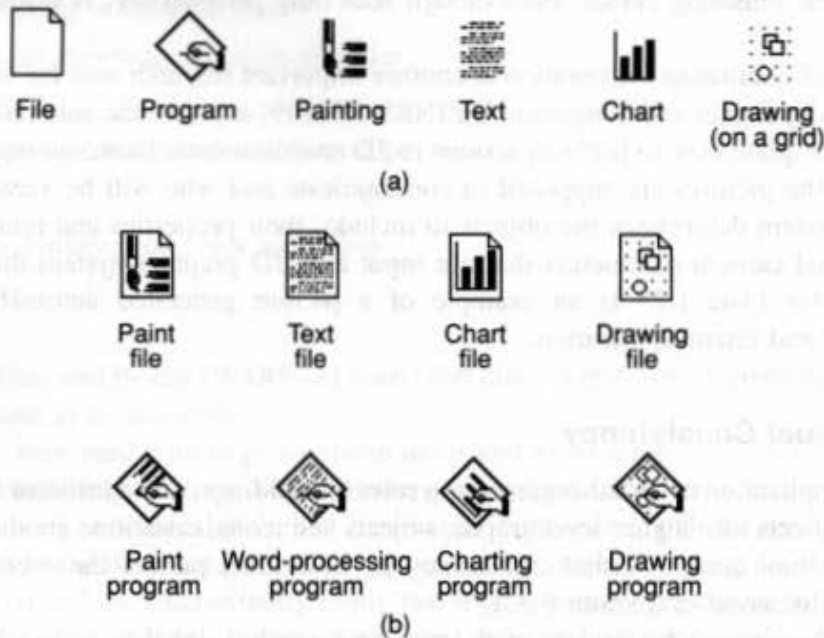 File
Program
Painting
Text
Chart
Drawing
(on a grid)
(a)
Paint
file
Text
file
Chart
file
Drawing
file
Paint
program
Word-processing
program
Charting
program
Drawing
program
(b)